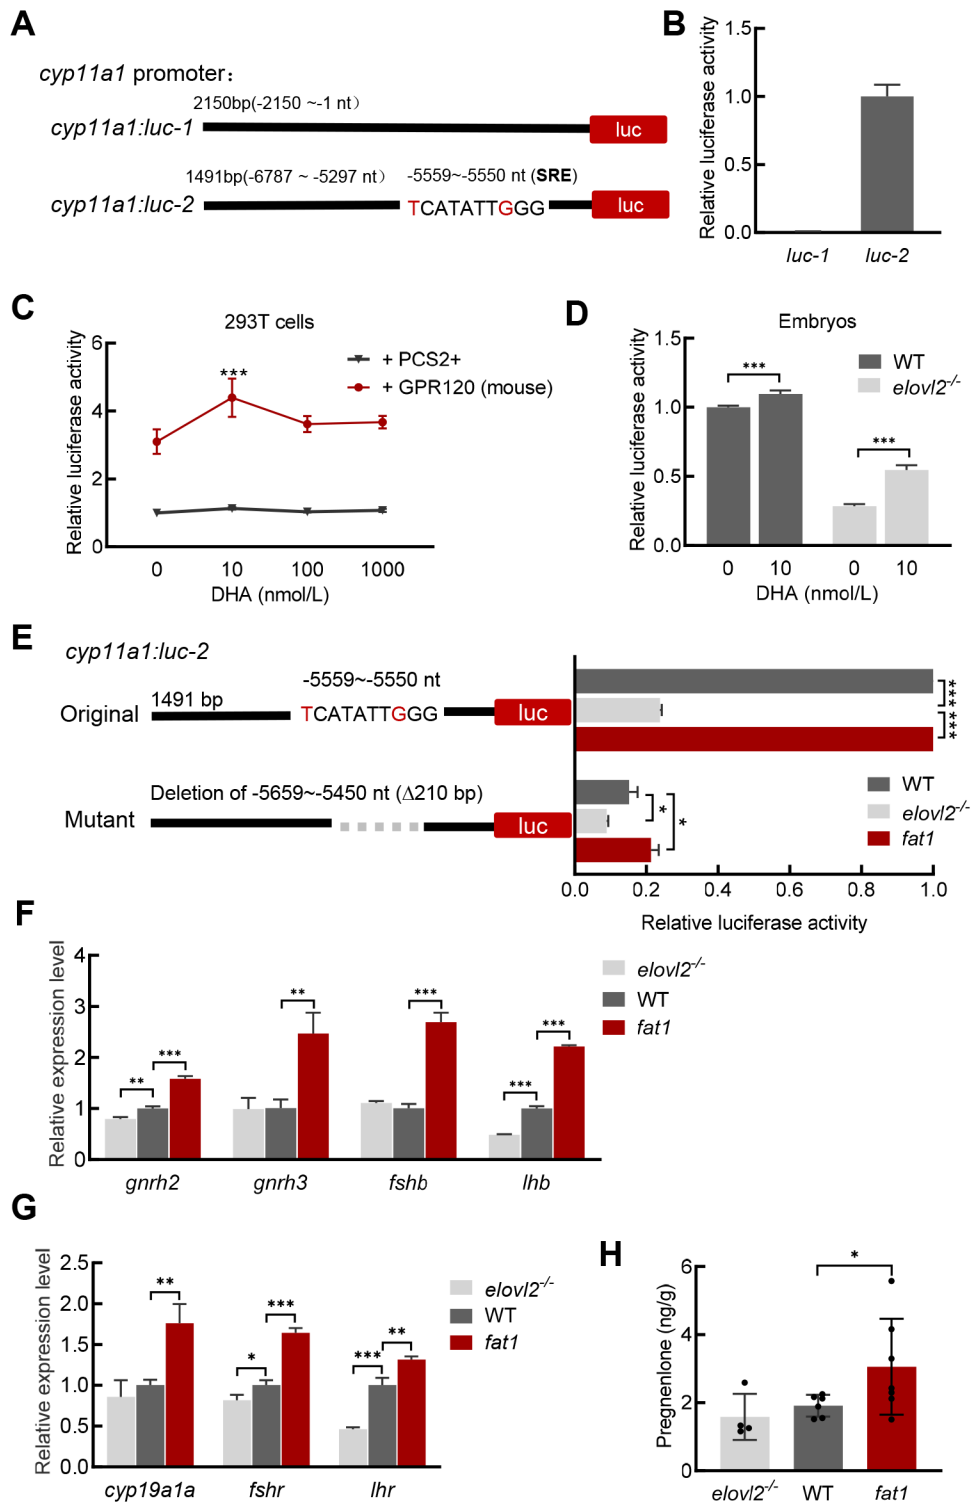 A
cyp11a1 promoter:
2150bp(-2150 ~-1 nt)
cyp11a1:luc-1
luc
1491bp(-6787 ~ -5297 nt)
-5559~-5550 nt (SRE)
cyp11a1:luc-2
TCATATTGGG
luc
B
Relative luciferase activity
1.5
1.0
0.5
0.0
luc-1
luc-2
C
293T cells
Relative luciferase activity
6
4
2
0
***
+ PCS2+
+ GPR120 (mouse)
0
10
100
1000
DHA (nmol/L)
D
Embryos
Relative luciferase activity
1.5
1.0
0.5
0.0
***
***
WT
elovl2-/-
0
10
0
10
DHA (nmol/L)
E
cyp11a1:luc-2
-5559~-5550 nt
1491 bp
Original
TCATATTGGG
luc
Deletion of -5659~-5450 nt (Δ210 bp)
Mutant
luc
***
***
*
*
WT
elovl2-/-
fat1
0.0
0.2
0.4
0.6
0.8
1.0
Relative luciferase activity
F
Relative expression level
4
3
2
1
0
**
***
**
***
***
***
elovl2-/-
WT
fat1
gnrh2
gnrh3
fshb
lhb
G
Relative expression level
2.5
2.0
1.5
1.0
0.5
0.0
**
*
***
***
**
elovl2-/-
WT
fat1
cyp19a1a
fshr
lhr
H
Pregnenlone (ng/g)
6
4
2
0
*
elovl2-/-
WT
fat1